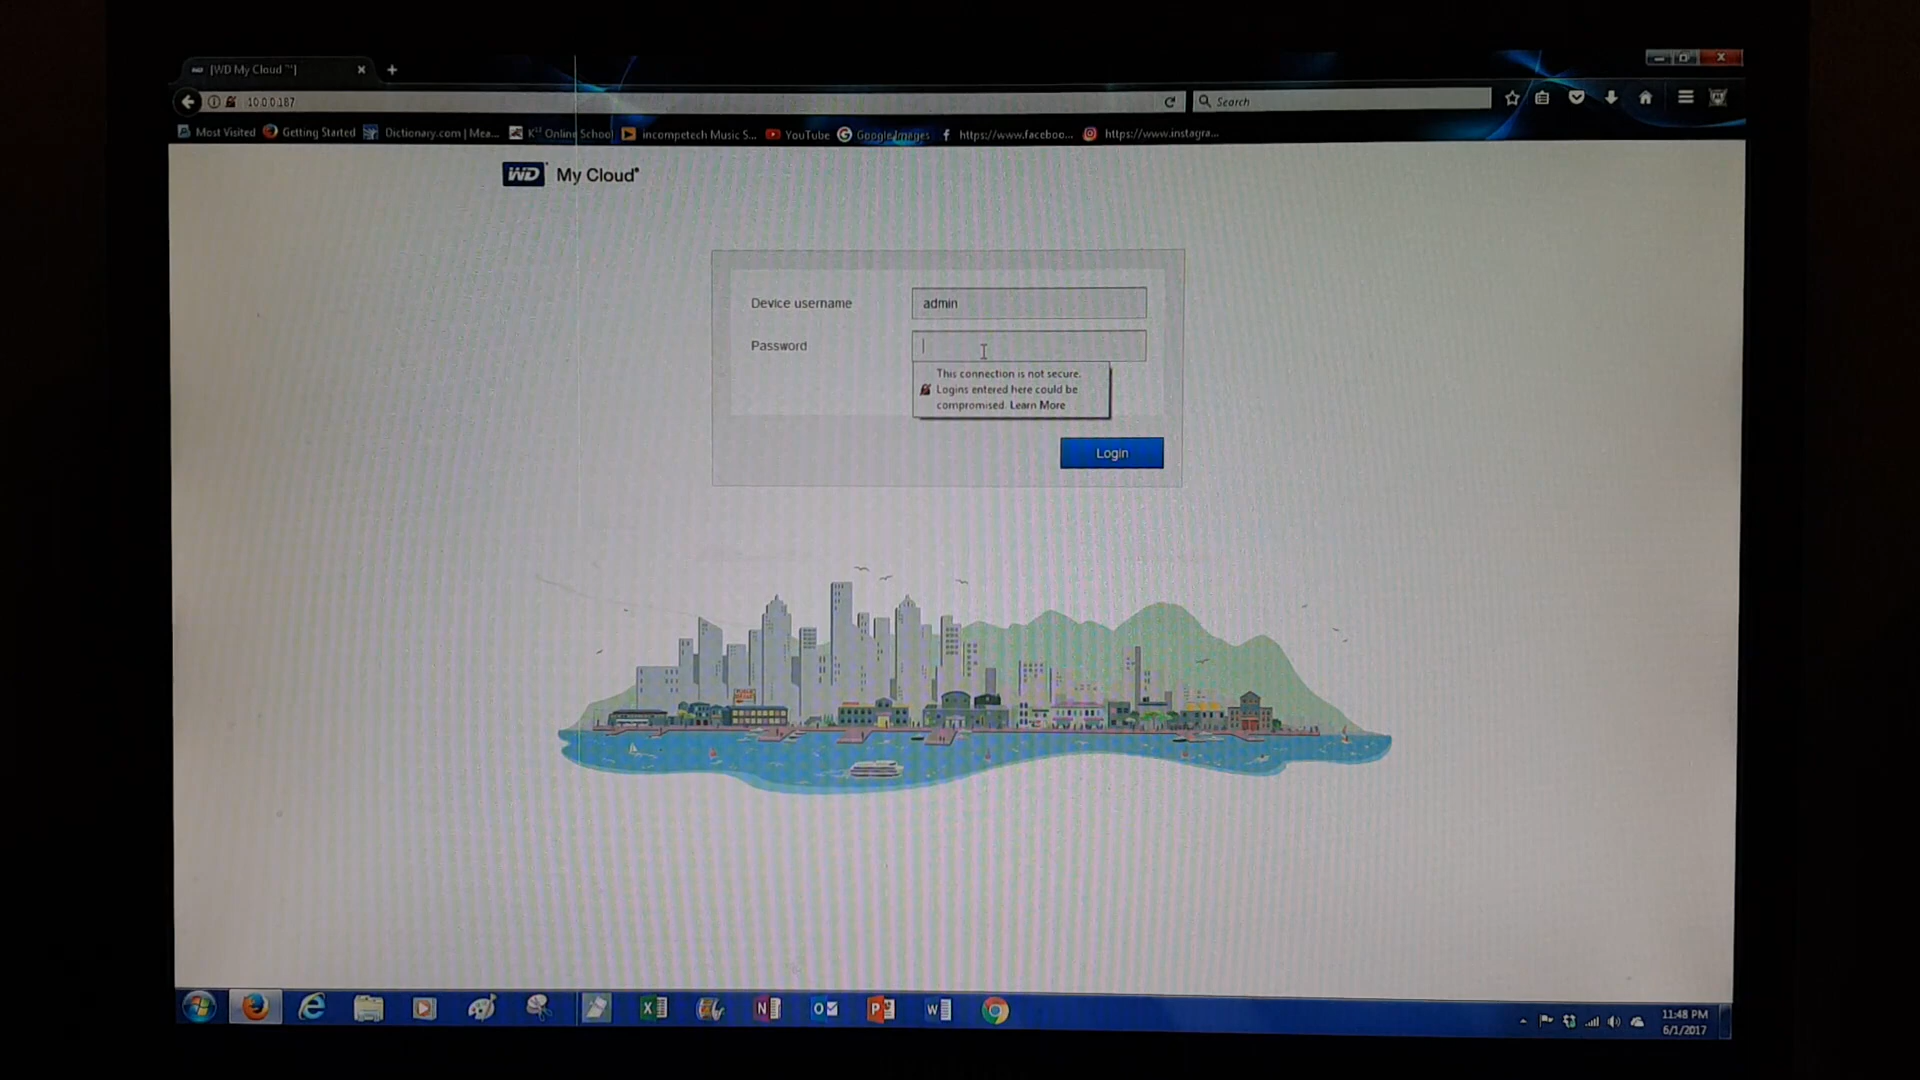 [WD My Cloud ™]
10.0.0.187
Search
Most Visited
Getting Started
Dictionary.com | Mea...
K¹² Online School
incompetech Music S...
YouTube
Google Images
https://www.faceboo...
https://www.instagra...
WD My Cloud
Device username
admin
Password
This connection is not secure.
Logins entered here could be
compromised. Learn More
Login
11:48 PM
6/1/2017